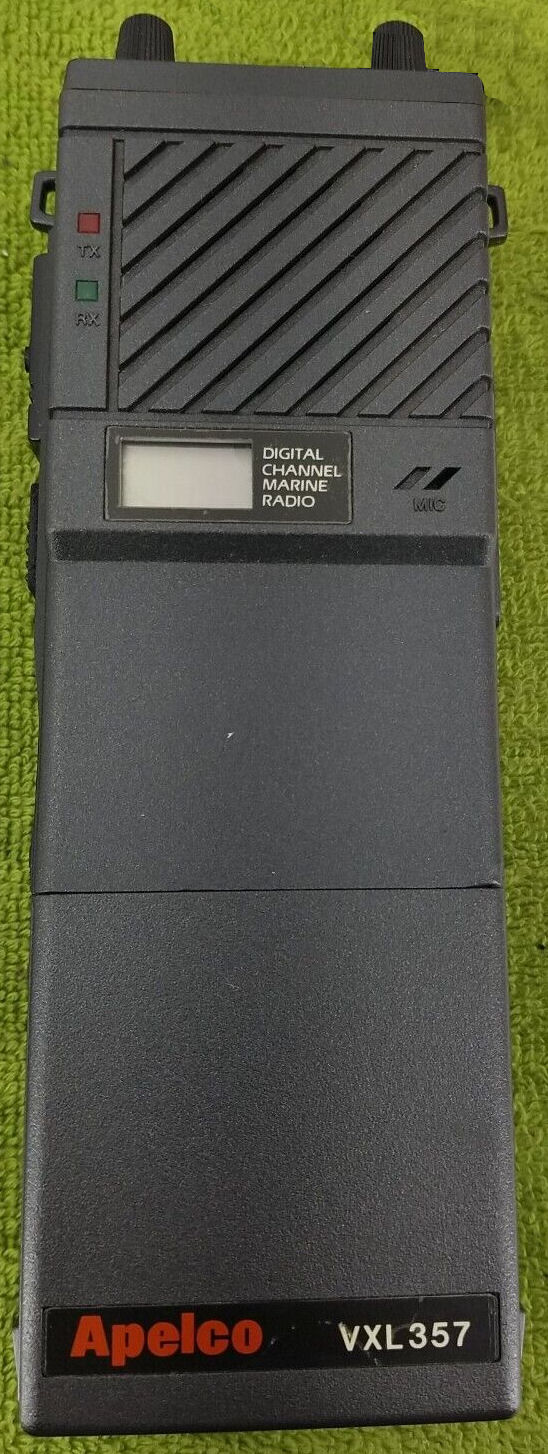 TX
RX
DIGITAL
CHANNEL
MARINE
RADIO
MIC
Apelco VXL357